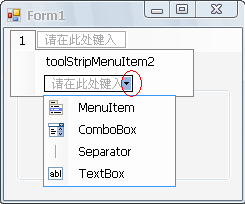 Form1
1 请在此处键入
toolStripMenuItem2
请在此处键入
MenuItem
ComboBox
Separator
abl TextBox